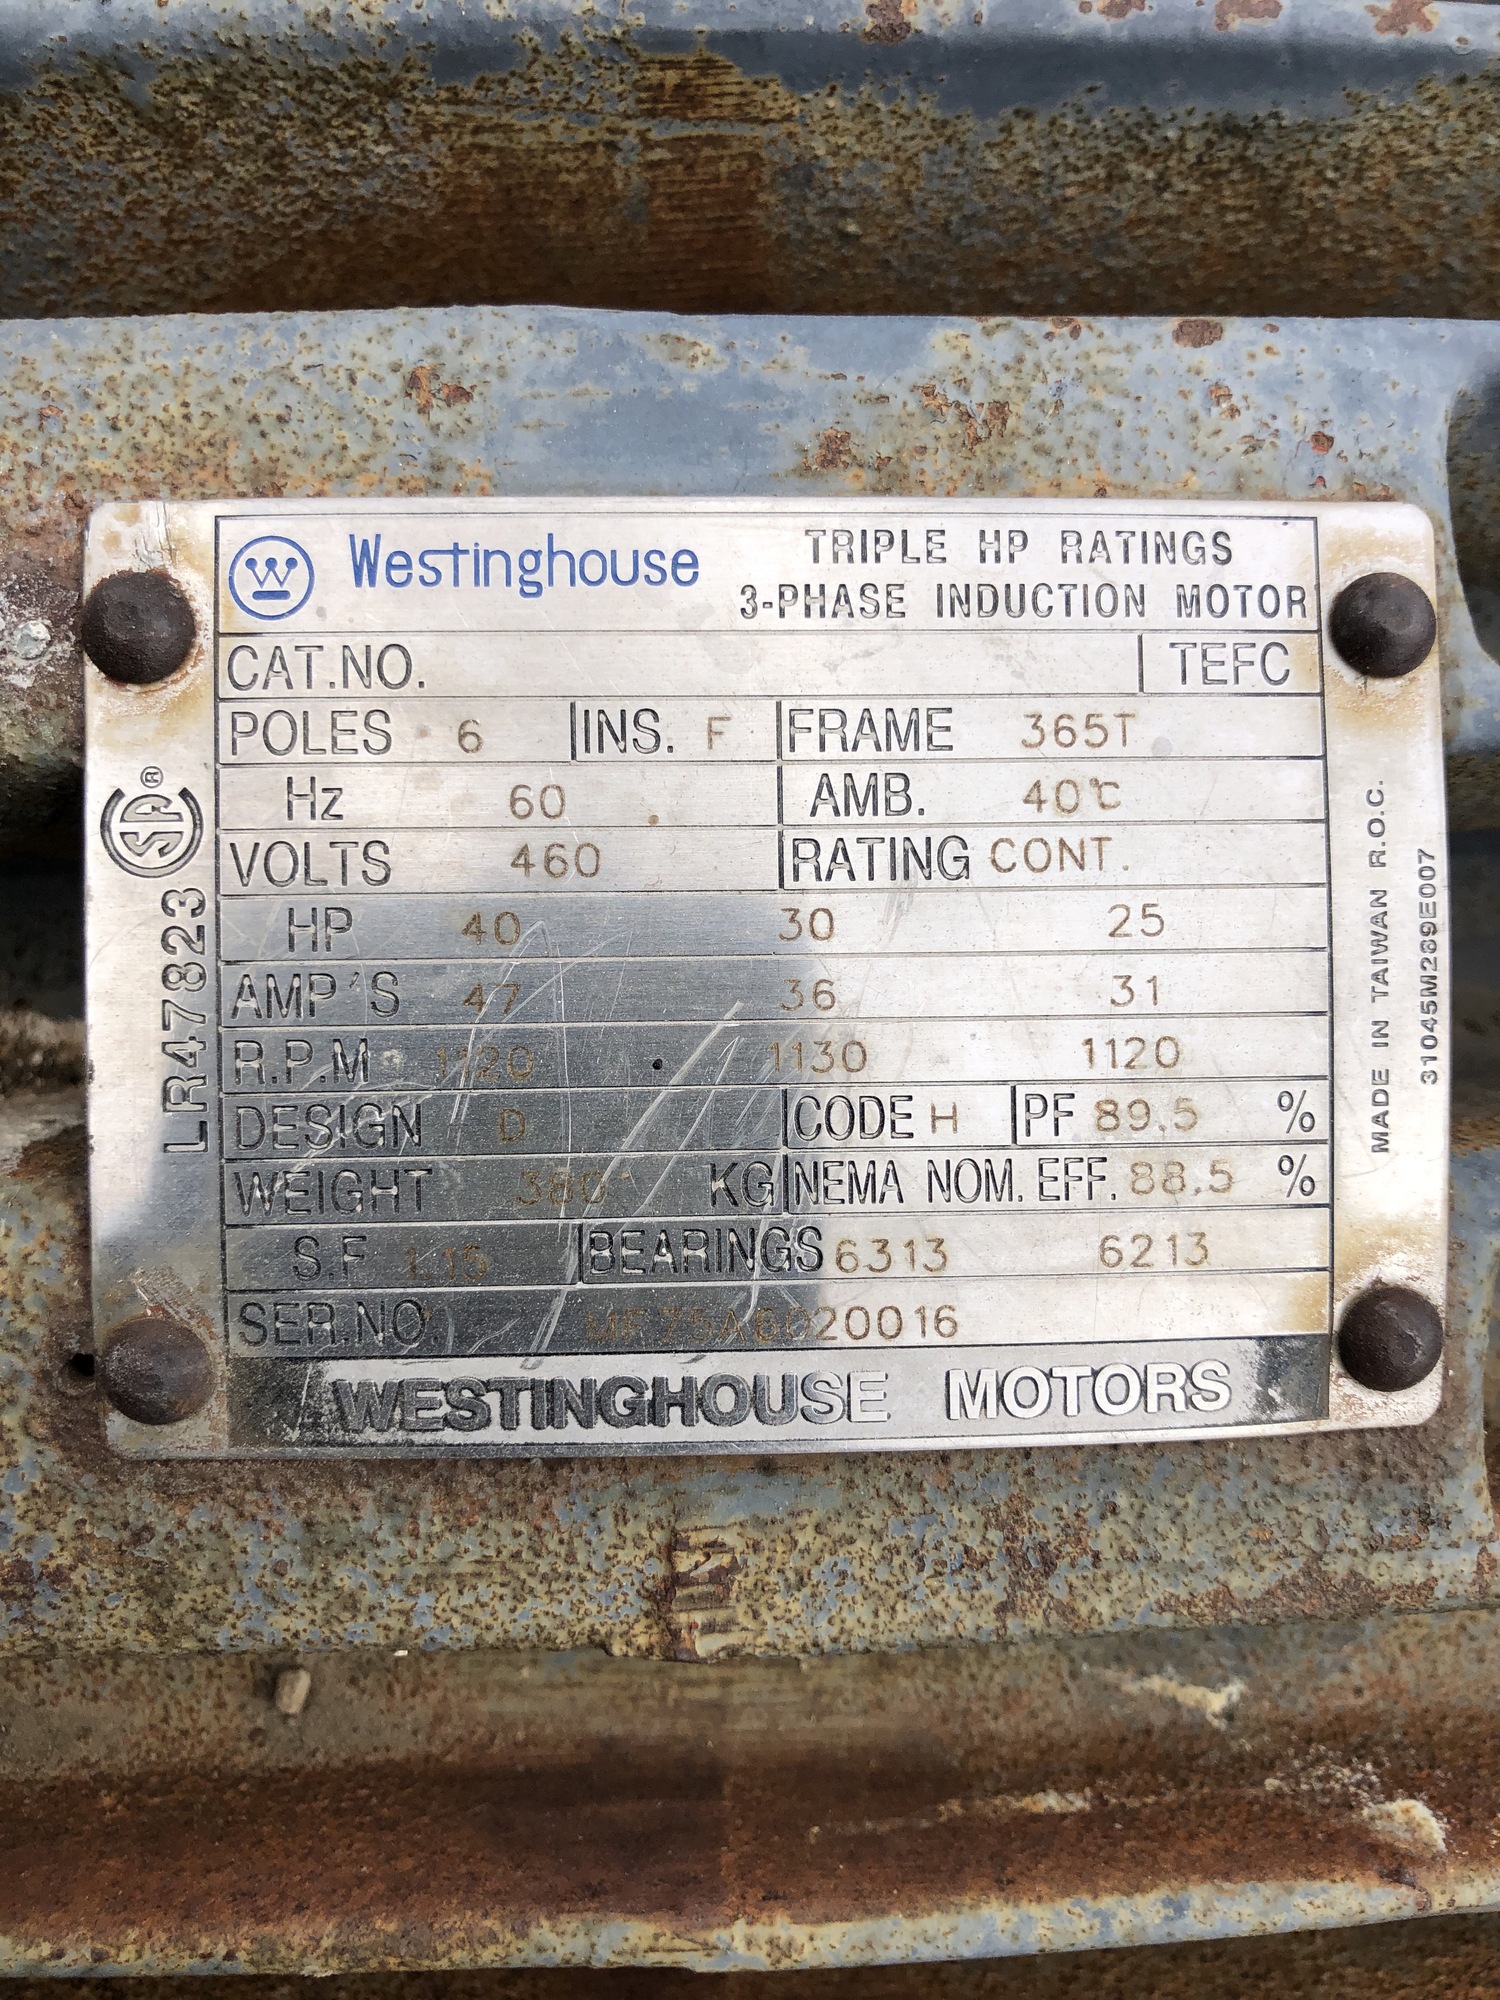 Westinghouse
TRIPLE HP RATINGS
3-PHASE INDUCTION MOTOR
CAT.NO. TEFC
POLES 6 INS. F FRAME 365T
Hz 60 AMB. 40℃
VOLTS 460 RATING CONT.
HP 40 30 25
AMP'S 47 36 31
R.P.M 1120 1130 1120
DESIGN D CODE H PF 89.5 %
WEIGHT 380 KG NEMA NOM. EFF. 88.5 %
S.F 1.15 BEARINGS 6313 6213
SER.NO. MF75A6020016
WESTINGHOUSE MOTORS
SA®
LR47823
MADE IN TAIWAN R.O.C.
31045M289E007